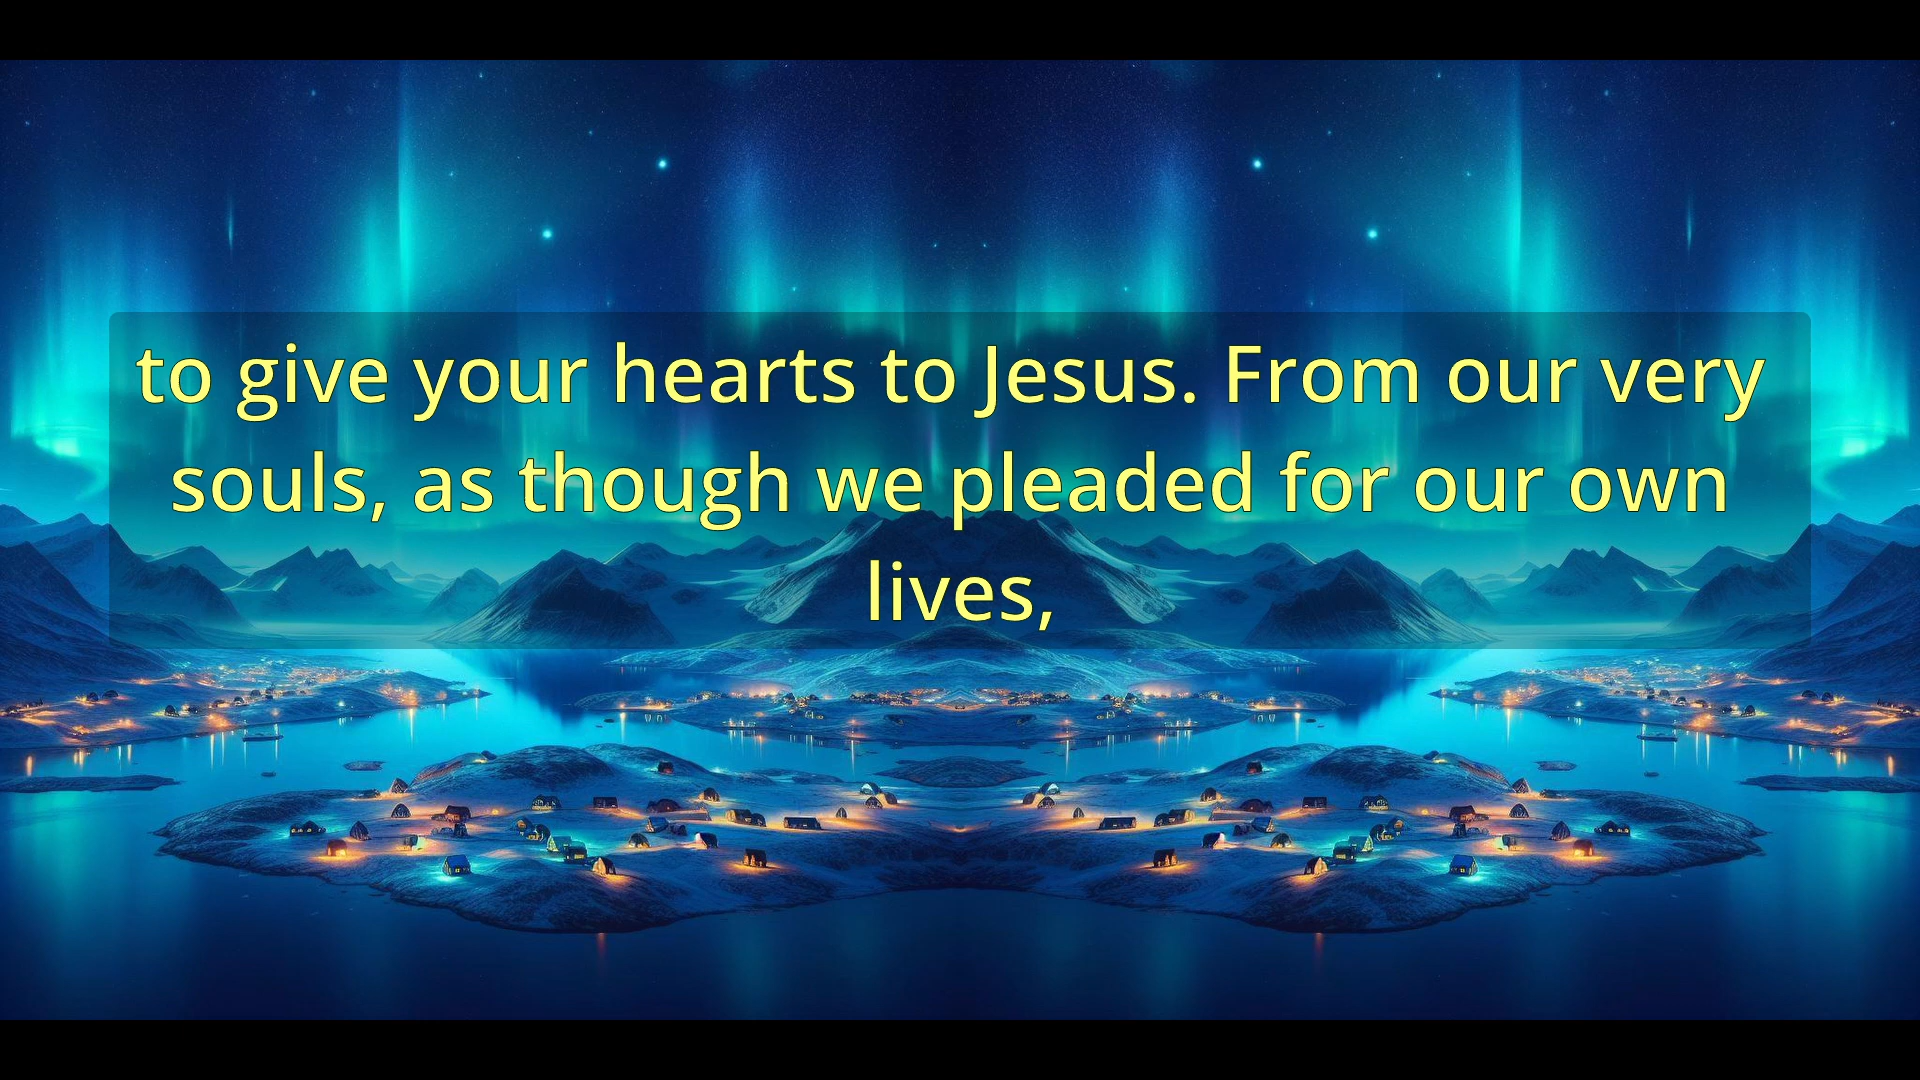 to give your hearts to Jesus. From our very
souls, as though we pleaded for our own
lives,